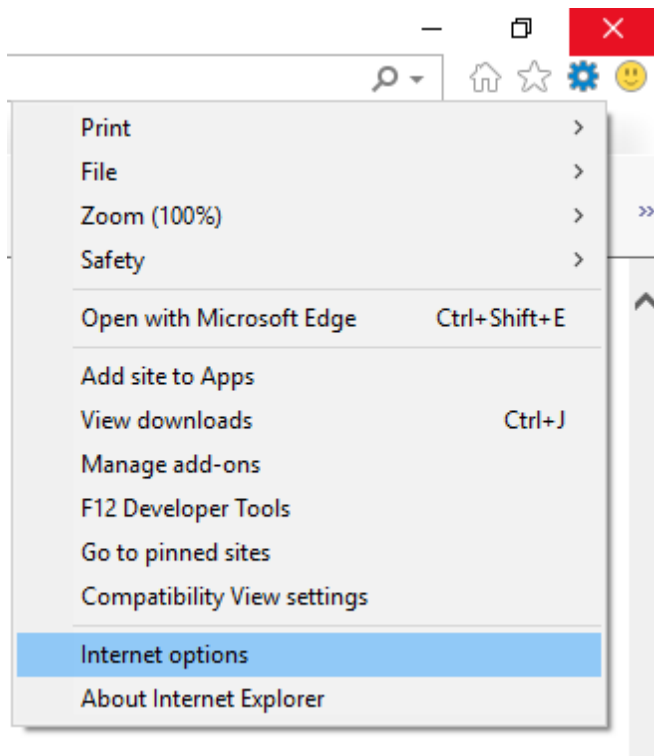 Print
File
Zoom (100%)
Safety
Open with Microsoft Edge Ctrl+Shift+E
Add site to Apps
View downloads Ctrl+J
Manage add-ons
F12 Developer Tools
Go to pinned sites
Compatibility View settings
Internet options
About Internet Explorer